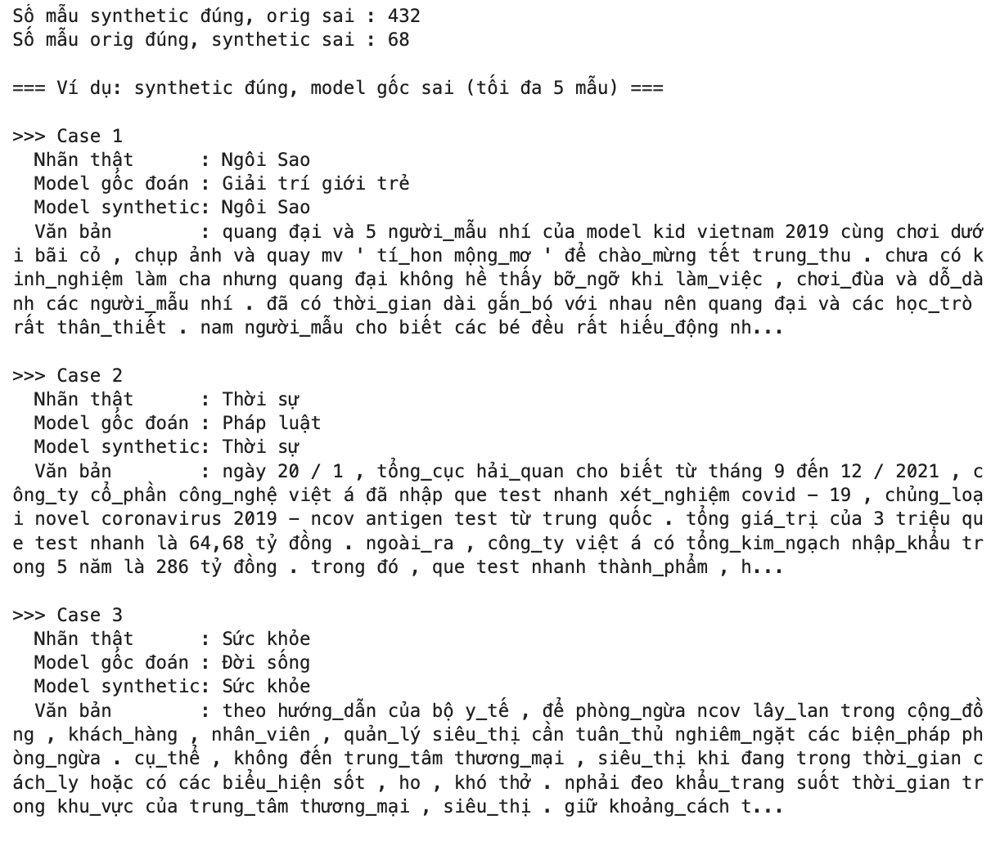 Số mẫu synthetic đúng, orig sai : 432
Số mẫu orig đúng, synthetic sai : 68
=== Ví dụ: synthetic đúng, model gốc sai (tối đa 5 mẫu) ===
>>> Case 1
Nhãn thật : Ngôi Sao
Model gốc đoán : Giải trí giới trẻ
Model synthetic: Ngôi Sao
Văn bản : quang đại và 5 người_mẫu nhí của model kid vietnam 2019 cùng chơi dướ
i bãi cỏ , chụp ảnh và quay mv ' tí_hon mộng_mơ ' để chào_mừng tết trung_thu . chưa có k
inh_nghiệm làm cha nhưng quang đại không hề thấy bỡ_ngỡ khi làm_việc , chơi_đùa và dỗ_dà
nh các người_mẫu nhí . đã có thời_gian dài gắn_bó với nhau nên quang đại và các học_trò
rất thân_thiết . nam người_mẫu cho biết các bé đều rất hiếu_động nh...
>>> Case 2
Nhãn thật : Thời sự
Model gốc đoán : Pháp luật
Model synthetic: Thời sự
Văn bản : ngày 20 / 1 , tổng_cục hải_quan cho biết từ tháng 9 đến 12 / 2021 , c
ông_ty cổ_phần công_nghệ việt á đã nhập que test nhanh xét_nghiệm covid – 19 , chủng_loạ
i novel coronavirus 2019 – ncov antigen test từ trung quốc . tổng giá_trị của 3 triệu qu
e test nhanh là 64,68 tỷ đồng . ngoài_ra , công_ty việt á có tổng_kim_ngạch nhập_khẩu tr
ong 5 năm là 286 tỷ đồng . trong đó , que test nhanh thành_phẩm , h...
>>> Case 3
Nhãn thật : Sức khỏe
Model gốc đoán : Đời sống
Model synthetic: Sức khỏe
Văn bản : theo hướng_dẫn của bộ y_tế , để phòng_ngừa ncov lây_lan trong cộng_đồ
ng , khách_hàng , nhân_viên , quản_lý siêu_thị cần tuân_thủ nghiêm_ngặt các biện_pháp ph
òng_ngừa . cụ_thể , không đến trung_tâm thương_mại , siêu_thị khi đang trong thời_gian c
ách_ly hoặc có các biểu_hiện sốt , ho , khó thở . nphải đeo khẩu_trang suốt thời_gian tr
ong khu_vực của trung_tâm thương_mại , siêu_thị . giữ khoảng_cách t...